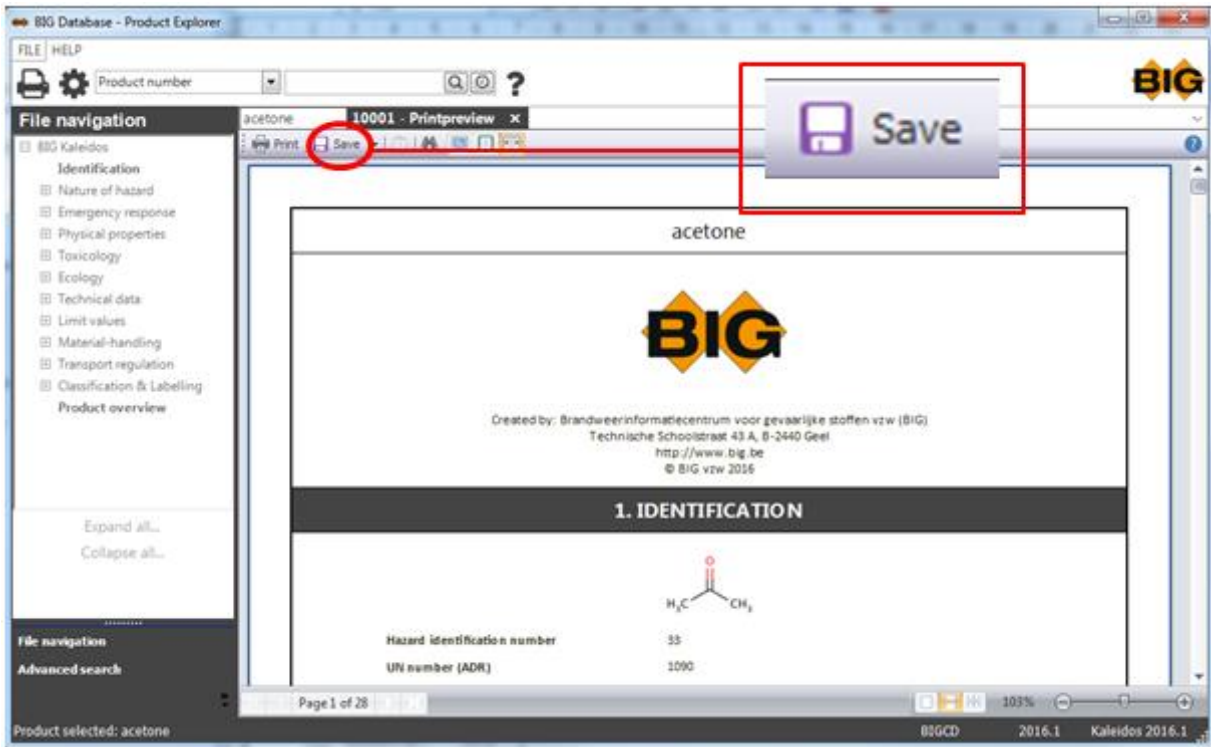 BIG Database - Product Explorer
FILE HELP
Product number
?
BIG
File navigation
acetone 10001 - Printpreview ×
Print Save
Save
BIG Kaleidos
Identification
Nature of hazard
Emergency response
Physical properties
Toxicology
Ecology
Technical data
Limit values
Material-handling
Transport regulation
Classification & Labelling
Product overview
Expand all...
Collapse all...
File navigation
Advanced search
acetone
BIG
Created by: Brandweerinformatiecentrum voor gevaarlijke stoffen vzw (BIG)
Technische Schoolstraat 43 A, B-2440 Geel
http://www.big.be
© BIG vzw 2016
1. IDENTIFICATION
O
H₃C CH₃
Hazard identification number 33
UN number (ADR) 1090
Page 1 of 28
103%
Product selected: acetone
BIGCD 2016.1 Kaleidos 2016.1